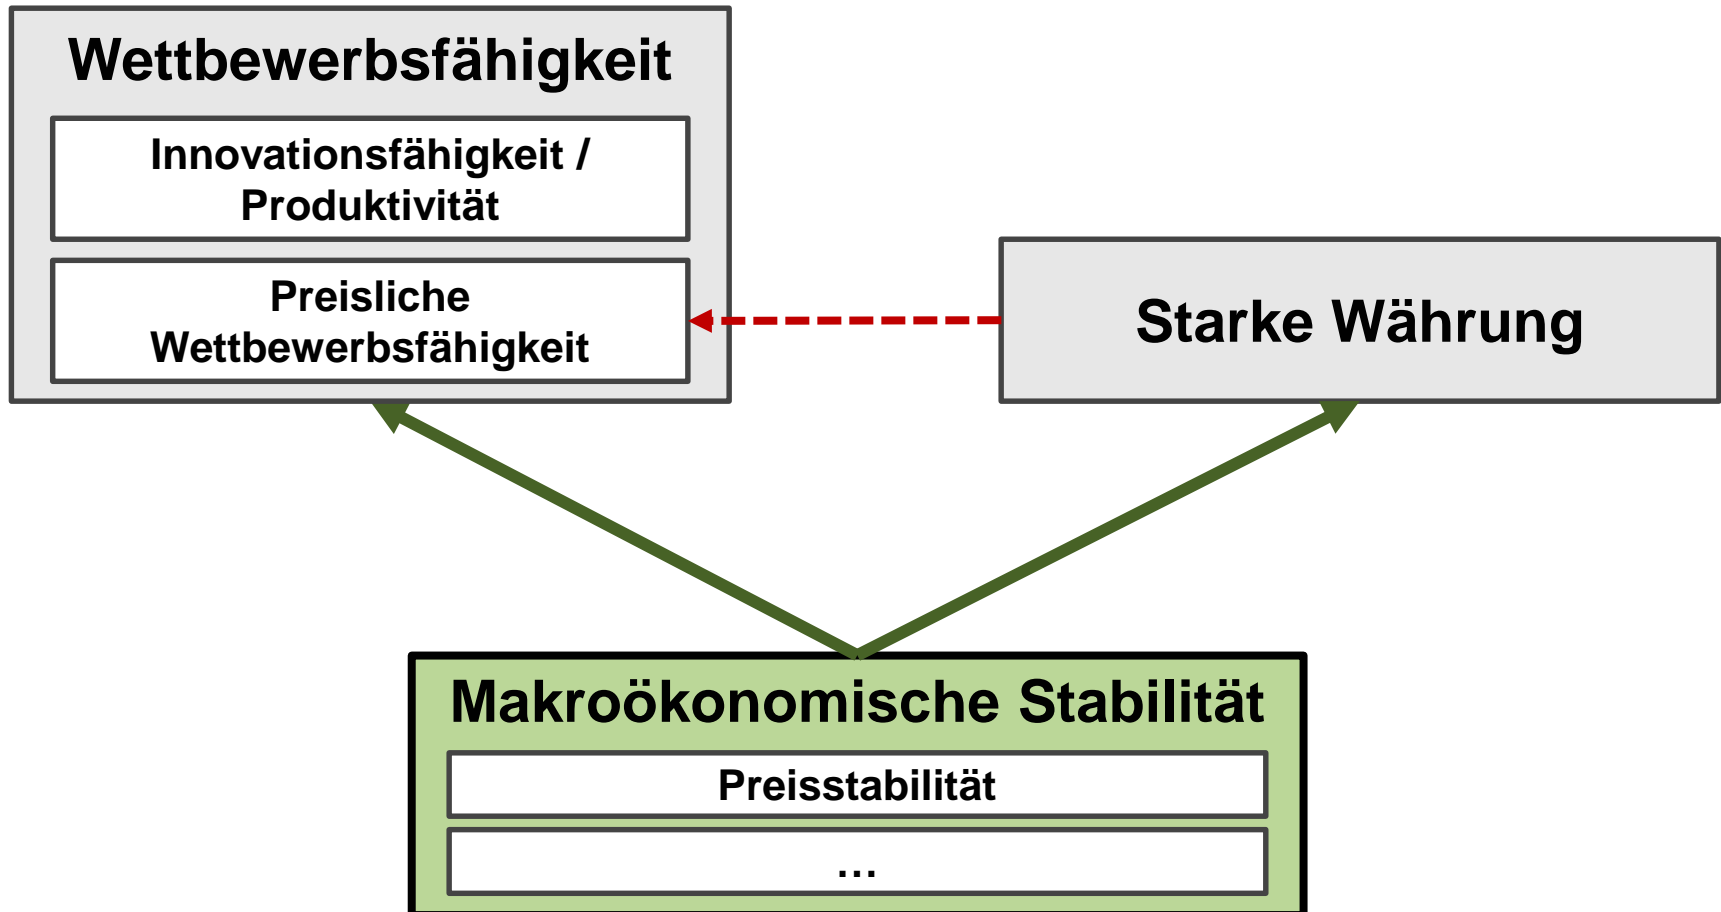 Wettbewerbsfähigkeit
Innovationsfähigkeit /
Produktivität
Preisliche
Wettbewerbsfähigkeit
Starke Währung
Makroökonomische Stabilität
Preisstabilität
…